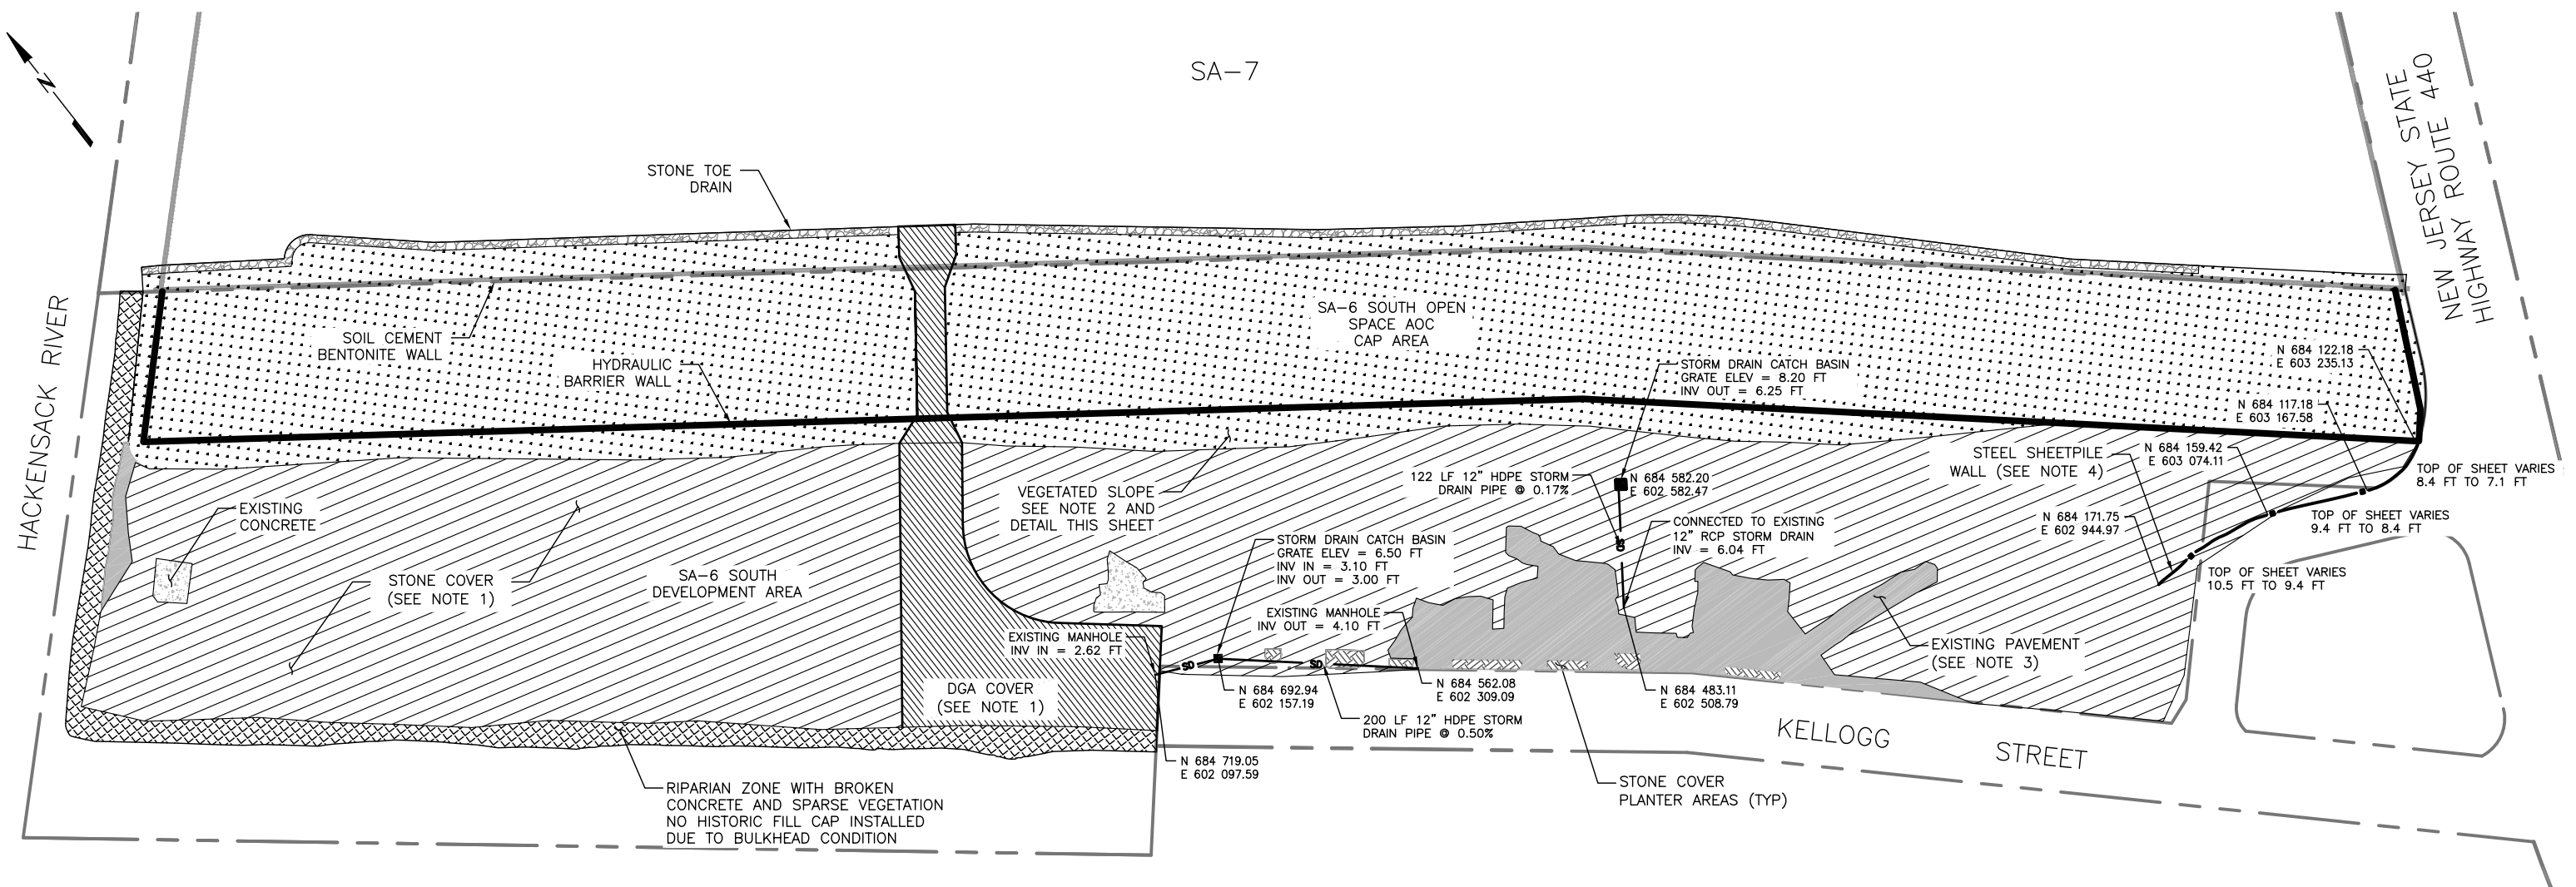 SA-7
N
NEW JERSEY STATE
HIGHWAY ROUTE 440
STONE TOE
DRAIN
HACKENSACK RIVER
SOIL CEMENT
BENTONITE WALL
HYDRAULIC
BARRIER WALL
SA-6 SOUTH OPEN
SPACE AOC
CAP AREA
STORM DRAIN CATCH BASIN
GRATE ELEV = 8.20 FT
INV OUT = 6.25 FT
N 684 122.18
E 603 235.13
N 684 117.18
E 603 167.58
STEEL SHEETPILE
WALL (SEE NOTE 4)
N 684 159.42
E 603 074.11
TOP OF SHEET VARIES
8.4 FT TO 7.1 FT
122 LF 12" HDPE STORM
DRAIN PIPE @ 0.17%
N 684 582.20
E 602 582.47
VEGETATED SLOPE
SEE NOTE 2 AND
DETAIL THIS SHEET
EXISTING
CONCRETE
CONNECTED TO EXISTING
12" RCP STORM DRAIN
INV = 6.04 FT
SD
N 684 171.75
E 602 944.97
TOP OF SHEET VARIES
9.4 FT TO 8.4 FT
STORM DRAIN CATCH BASIN
GRATE ELEV = 6.50 FT
INV IN = 3.10 FT
INV OUT = 3.00 FT
STONE COVER
(SEE NOTE 1)
SA-6 SOUTH
DEVELOPMENT AREA
TOP OF SHEET VARIES
10.5 FT TO 9.4 FT
EXISTING MANHOLE
INV OUT = 4.10 FT
EXISTING MANHOLE
INV IN = 2.62 FT
EXISTING PAVEMENT
(SEE NOTE 3)
SD
SD
DGA COVER
(SEE NOTE 1)
N 684 692.94
E 602 157.19
N 684 562.08
E 602 309.09
N 684 483.11
E 602 508.79
200 LF 12" HDPE STORM
DRAIN PIPE @ 0.50%
KELLOGG STREET
N 684 719.05
E 602 097.59
STONE COVER
PLANTER AREAS (TYP)
RIPARIAN ZONE WITH BROKEN
CONCRETE AND SPARSE VEGETATION
NO HISTORIC FILL CAP INSTALLED
DUE TO BULKHEAD CONDITION